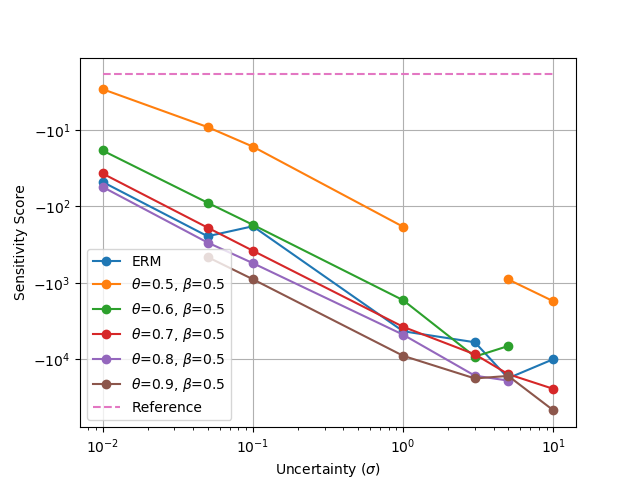 Sensitivity Score
−10¹
−10²
−10³
−10⁴
ERM
θ=0.5, β=0.5
θ=0.6, β=0.5
θ=0.7, β=0.5
θ=0.8, β=0.5
θ=0.9, β=0.5
Reference
10⁻² 10⁻¹ 10⁰ 10¹
Uncertainty (σ)